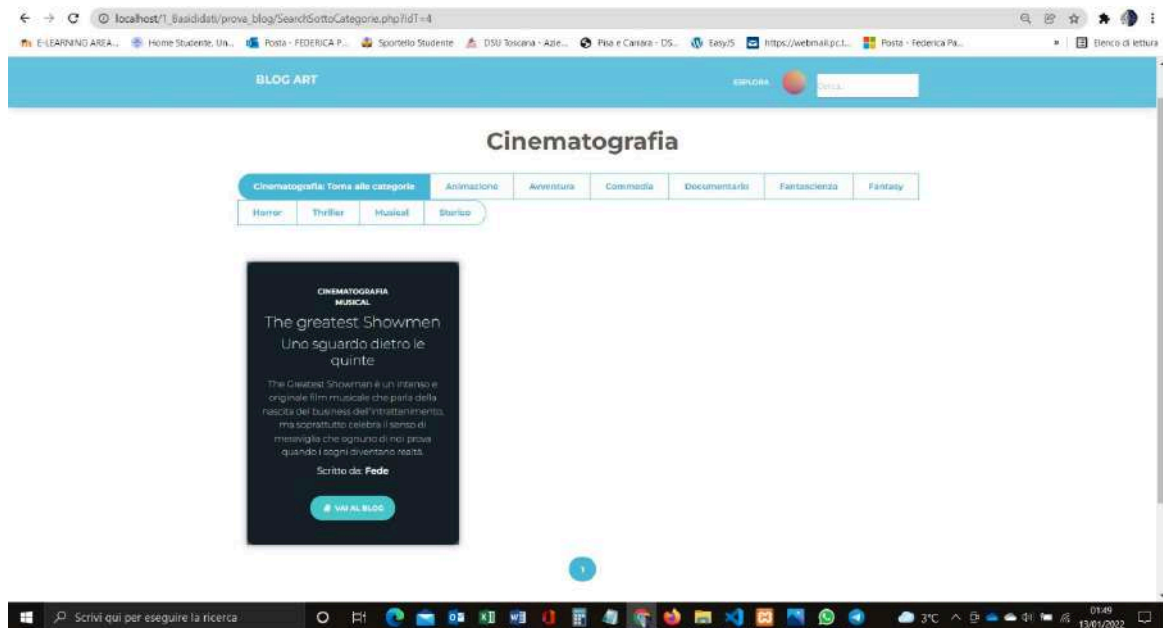 localhost/1_Basididati/prova_blog/SearchSottoCategorie.php?idT=4
E-LEARNING AREA... Home Studente, Un... Posta - FEDERICA P... Sportello Studente DSU Toscana - Azie... Pisa e Carrara - DS... EasyJS https://webmail.pc.l... Posta - Federica Pa... » Elenco di lettura
BLOG ART ESPLORA Cerca..
Cinematografia
Cinematografia: Torna alle categorie Animazione Avventura Commedia Documentario Fantascienza Fantasy
Horror Thriller Musical Storico
CINEMATOGRAFIA
MUSICAL
The greatest Showmen
Uno sguardo dietro le
quinte
The Greatest Showman è un intenso e
originale film musicale che parla della
nascita del business dell'intrattenimento,
ma soprattutto celebra il senso di
meraviglia che ognuno di noi prova
quando i sogni diventano realtà.
Scritto da: Fede
VAI AL BLOG
1
Scrivi qui per eseguire la ricerca 3°C 01:49
13/01/2022